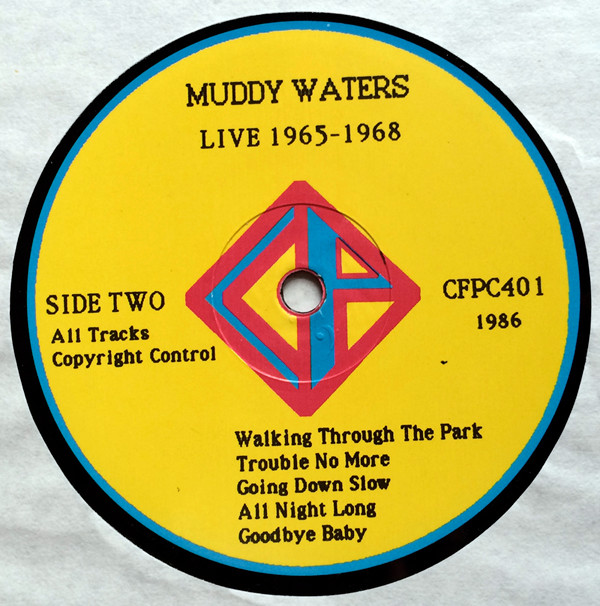 MUDDY WATERS
LIVE 1965-1968
SIDE TWO
All Tracks
Copyright Control
CFPC401
1986
Walking Through The Park
Trouble No More
Going Down Slow
All Night Long
Goodbye Baby